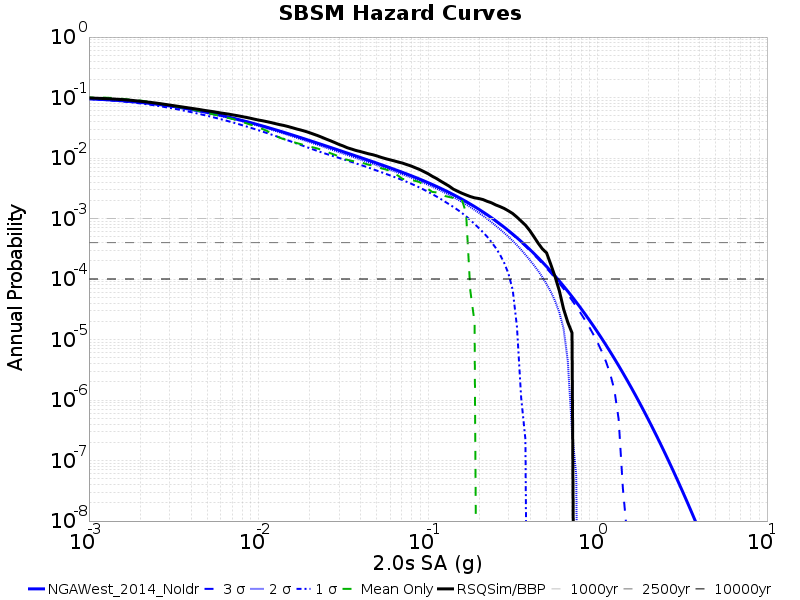 SBSM Hazard Curves
Annual Probability
10^0
10^-1
10^-2
10^-3
10^-4
10^-5
10^-6
10^-7
10^-8
10^-3 10^-2 10^-1 10^0 10^1
2.0s SA (g)
NGAWest_2014_NoIdr 3 σ 2 σ 1 σ Mean Only RSQSim/BBP 1000yr 2500yr 10000yr